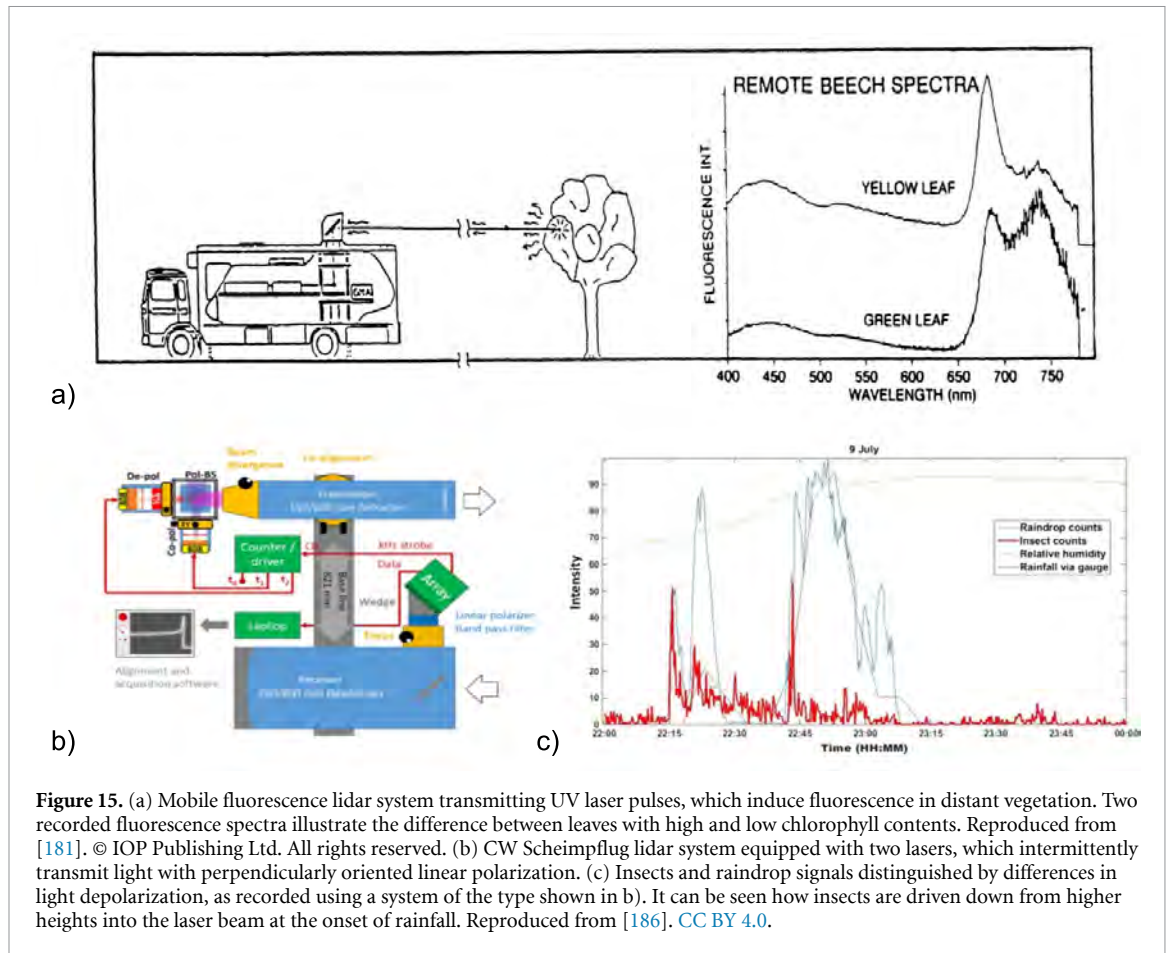 REMOTE BEECH SPECTRA
FLUORESCENCE INT.
YELLOW LEAF
GREEN LEAF
400 450 500 550 600 650 700 750
WAVELENGTH (nm)
a)
De-pol
Pol-BS
Co-pol
Counter /
driver
kHz strobe
Data
Array
Base line
Wedge
Linear polarizer
Band pass filter
Laptop
Focus
Alignment and
acquisition software
b)
9 July
Raindrop counts
Insect counts
Relative humidity
Rainfall via gauge
Intensity
90
80
70
60
50
40
30
20
10
0
22:00 22:15 22:30 22:45 23:00 23:15 23:30 23:45
Time (HH:MM)
c)
Figure 15. (a) Mobile fluorescence lidar system transmitting UV laser pulses, which induce fluorescence in distant vegetation. Two
recorded fluorescence spectra illustrate the difference between leaves with high and low chlorophyll contents. Reproduced from
[181]. © IOP Publishing Ltd. All rights reserved. (b) CW Scheimpflug lidar system equipped with two lasers, which intermittently
transmit light with perpendicularly oriented linear polarization. (c) Insects and raindrop signals distinguished by differences in
light depolarization, as recorded using a system of the type shown in b). It can be seen how insects are driven down from higher
heights into the laser beam at the onset of rainfall. Reproduced from [186]. CC BY 4.0.